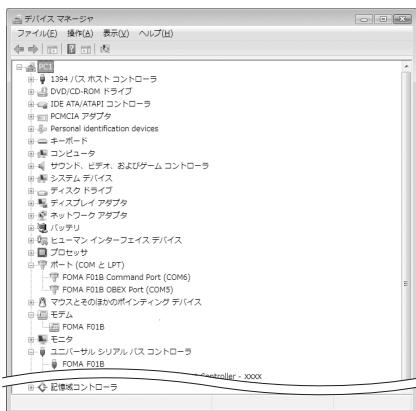 デバイス マネージャ
ファイル(F) 操作(A) 表示(V) ヘルプ(H)
PC1
1394 バス ホスト コントローラ
DVD/CD-ROM ドライブ
IDE ATA/ATAPI コントローラ
PCMCIA アダプタ
Personal identification devices
キーボード
コンピュータ
サウンド、ビデオ、およびゲーム コントローラ
システム デバイス
ディスク ドライブ
ディスプレイ アダプタ
ネットワーク アダプタ
バッテリ
ヒューマン インターフェイス デバイス
プロセッサ
ポート (COM と LPT)
FOMA F01B Command Port (COM6)
FOMA F01B OBEX Port (COM5)
マウスとそのほかのポインティング デバイス
モデム
FOMA F01B
モニタ
ユニバーサル シリアル バス コントローラ
FOMA F01B
Controller - xxxx
記憶域コントローラ